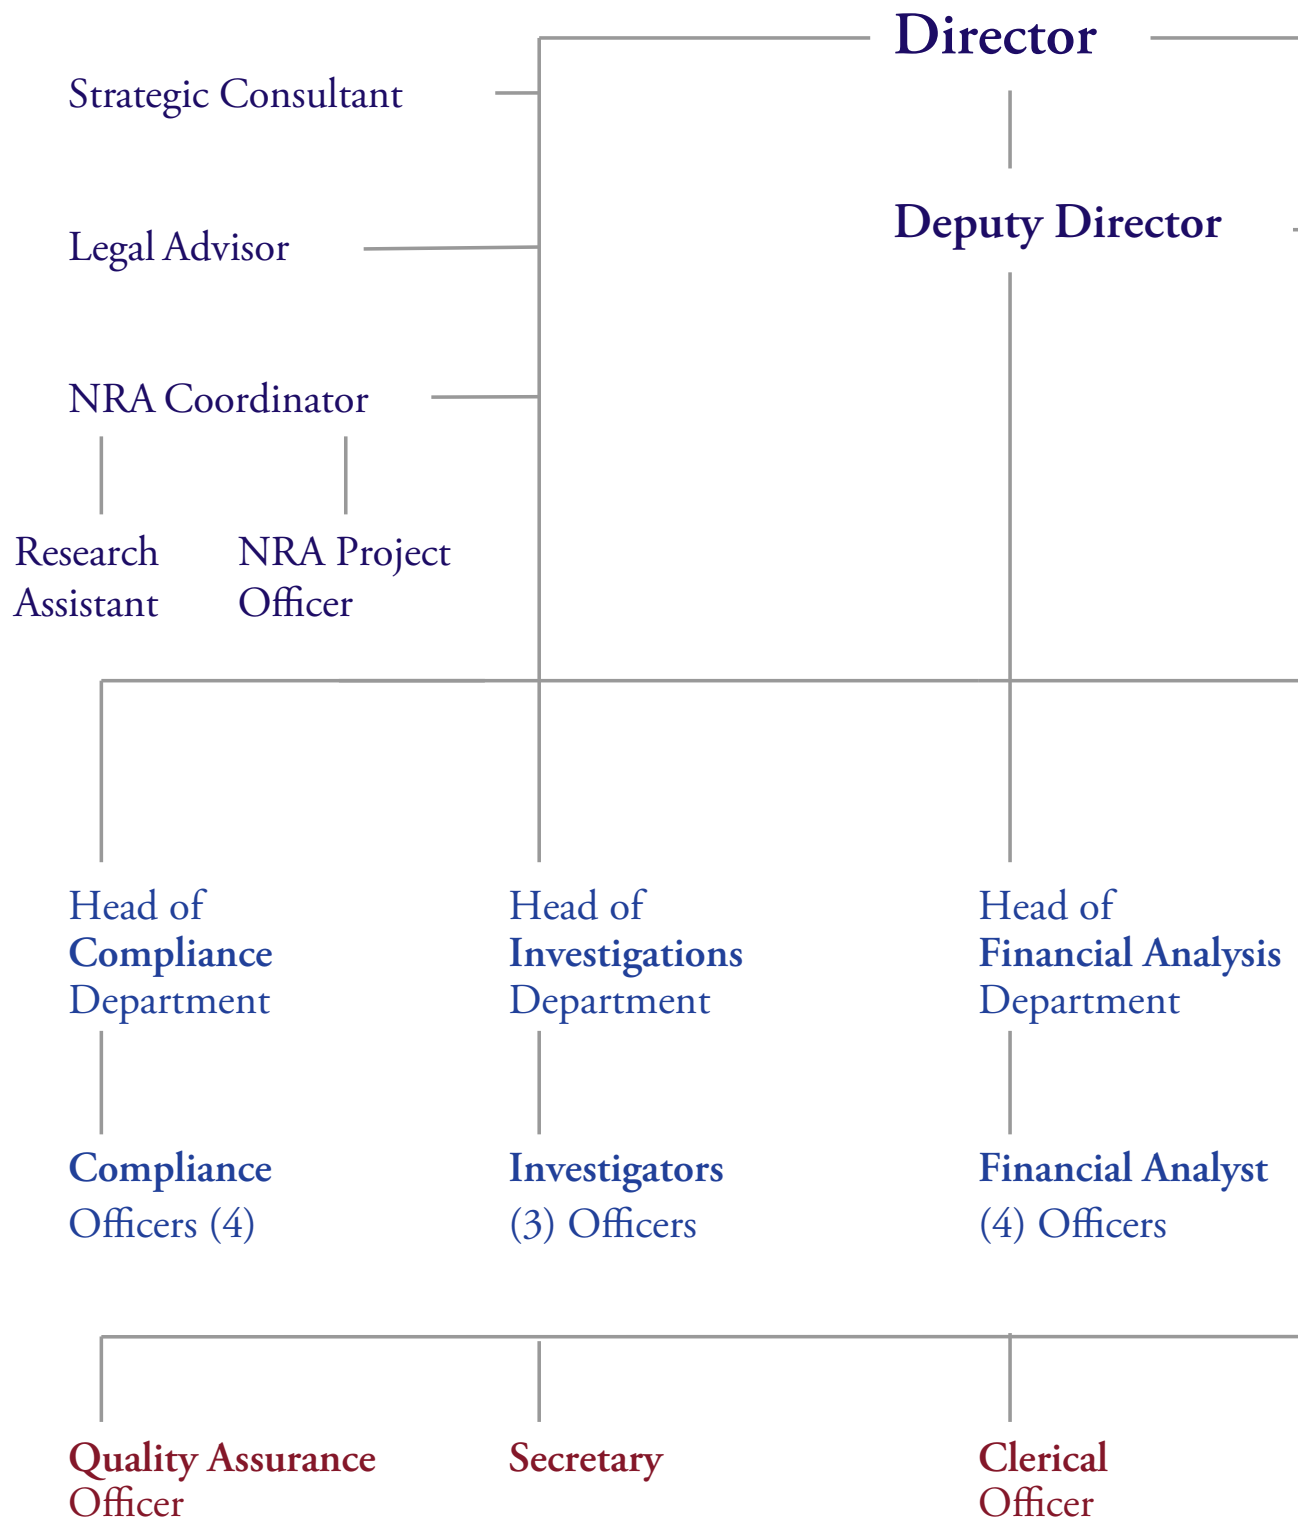 Director
Strategic Consultant
Deputy Director
Legal Advisor
NRA Coordinator
Research
Assistant
NRA Project
Officer
Head of
Compliance
Department
Head of
Investigations
Department
Head of
Financial Analysis
Department
Compliance
Officers (4)
Investigators
(3) Officers
Financial Analyst
(4) Officers
Quality Assurance
Officer
Secretary
Clerical
Officer